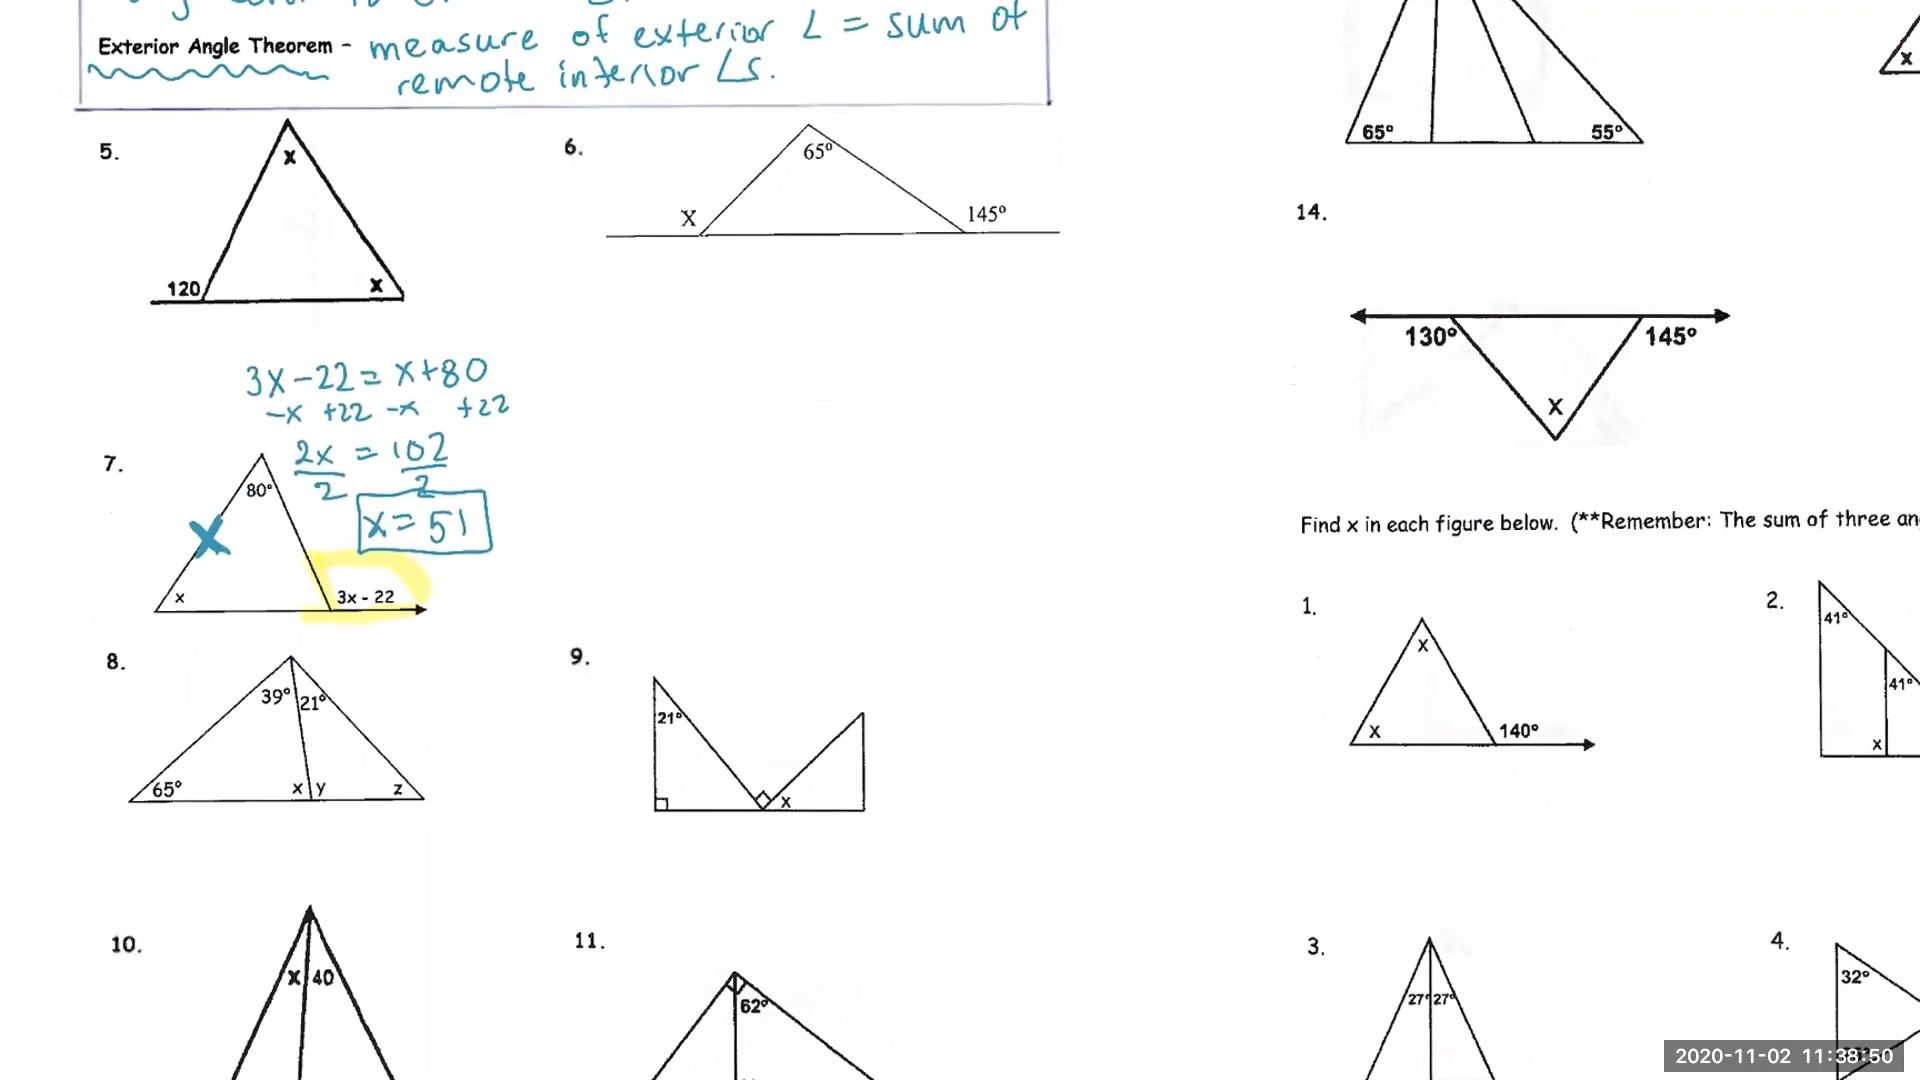 Exterior Angle Theorem - measure of exterior ∠ = sum of
remote interior ∠s.
5.
x
120
x
6.
65°
X
145°
3x-22 = x+80
-x +22 -x +22
2x = 102
2 2
x = 51
7.
80°
x
3x - 22
8.
39° 21°
65°
x y
z
9.
21°
x
10.
x 40
11.
62°
65°
55°
x
14.
130°
145°
x
Find x in each figure below. (**Remember: The sum of three an
1.
x
x
140°
2.
41°
41°
x
3.
27° 27°
4.
32°
2020-11-02 11:38:50